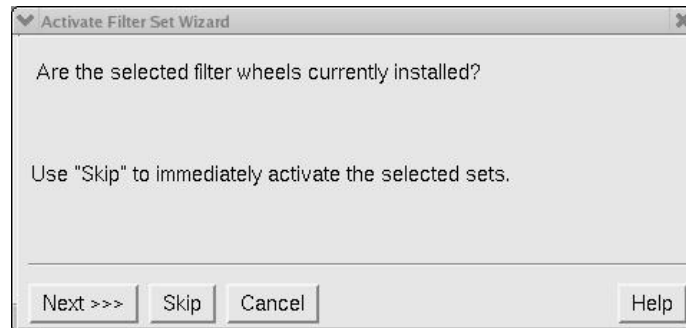 Activate Filter Set Wizard
Are the selected filter wheels currently installed?
Use "Skip" to immediately activate the selected sets.
Next >>> Skip Cancel Help